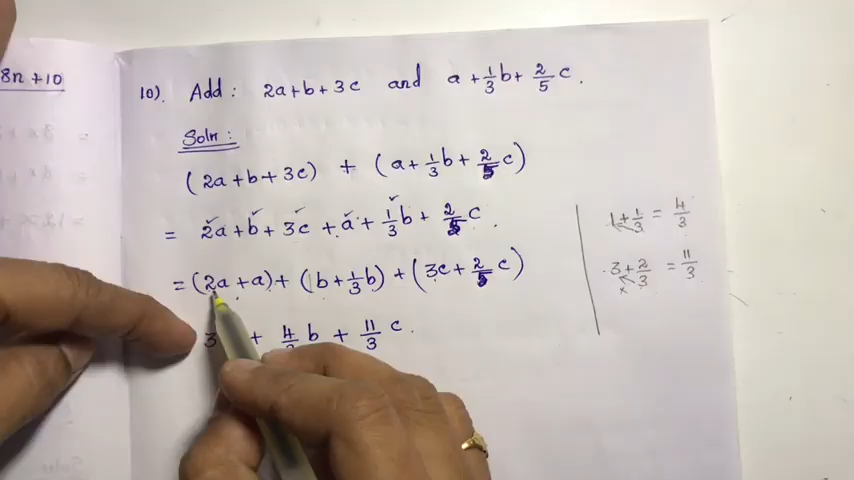 8n+10
10). Add: 2a+b+3c and a+1/3b+2/5c.
Soln:
(2a+b+3c) + (a+1/3b+2/5c)
= 2a+b+3c+a+1/3b+2/5c.
= (2a+a)+(1b+1/3b)+(3c+2/5c)
3 + 4/3b + 11/3c.
1+1/3 = 4/3
3+2/3 = 11/3